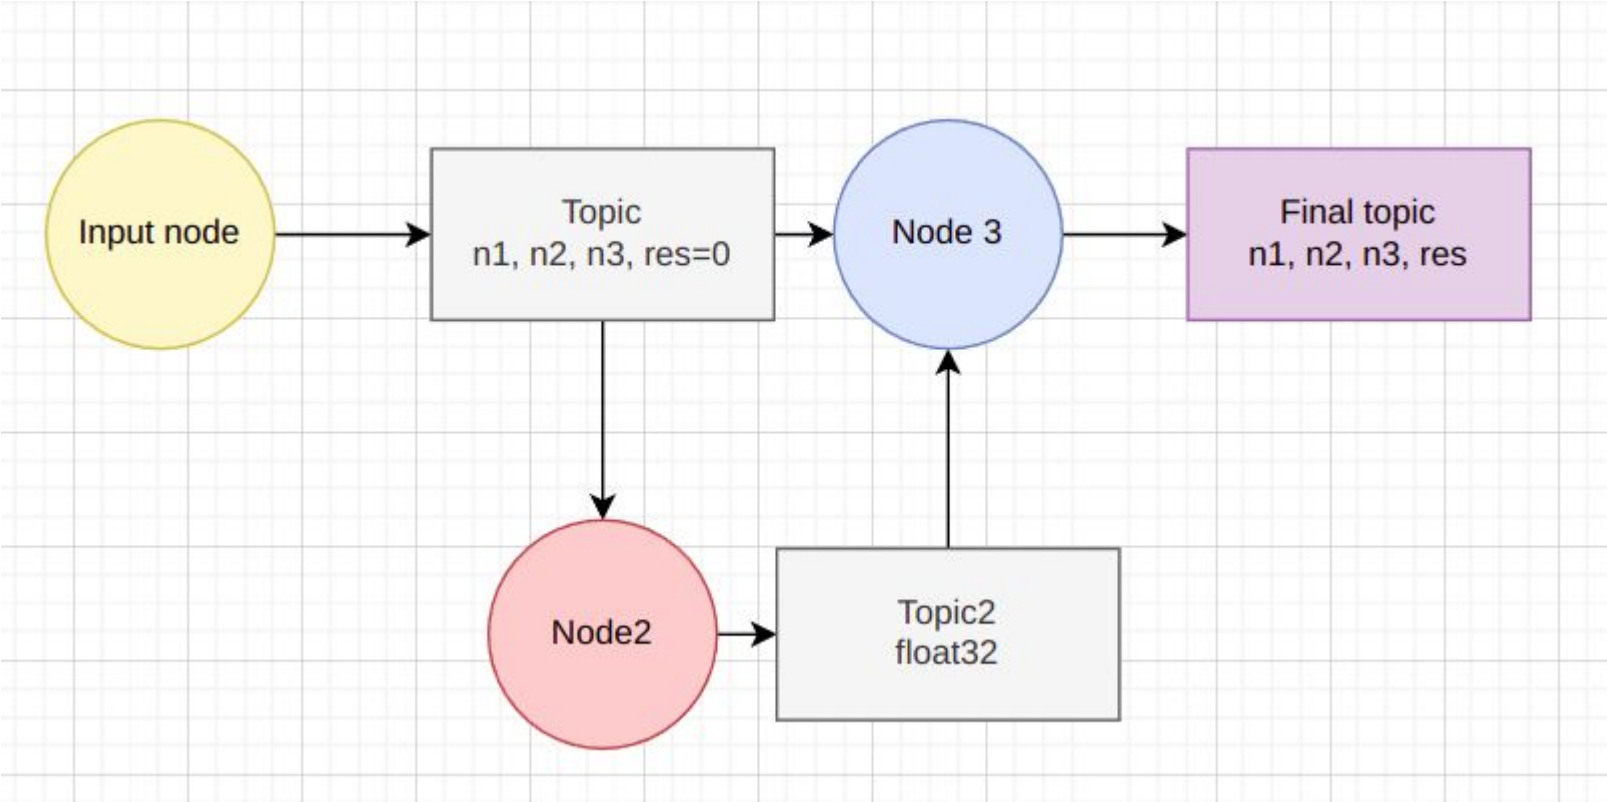 Input node
Topic
n1, n2, n3, res=0
Node 3
Final topic
n1, n2, n3, res
Node2
Topic2
float32